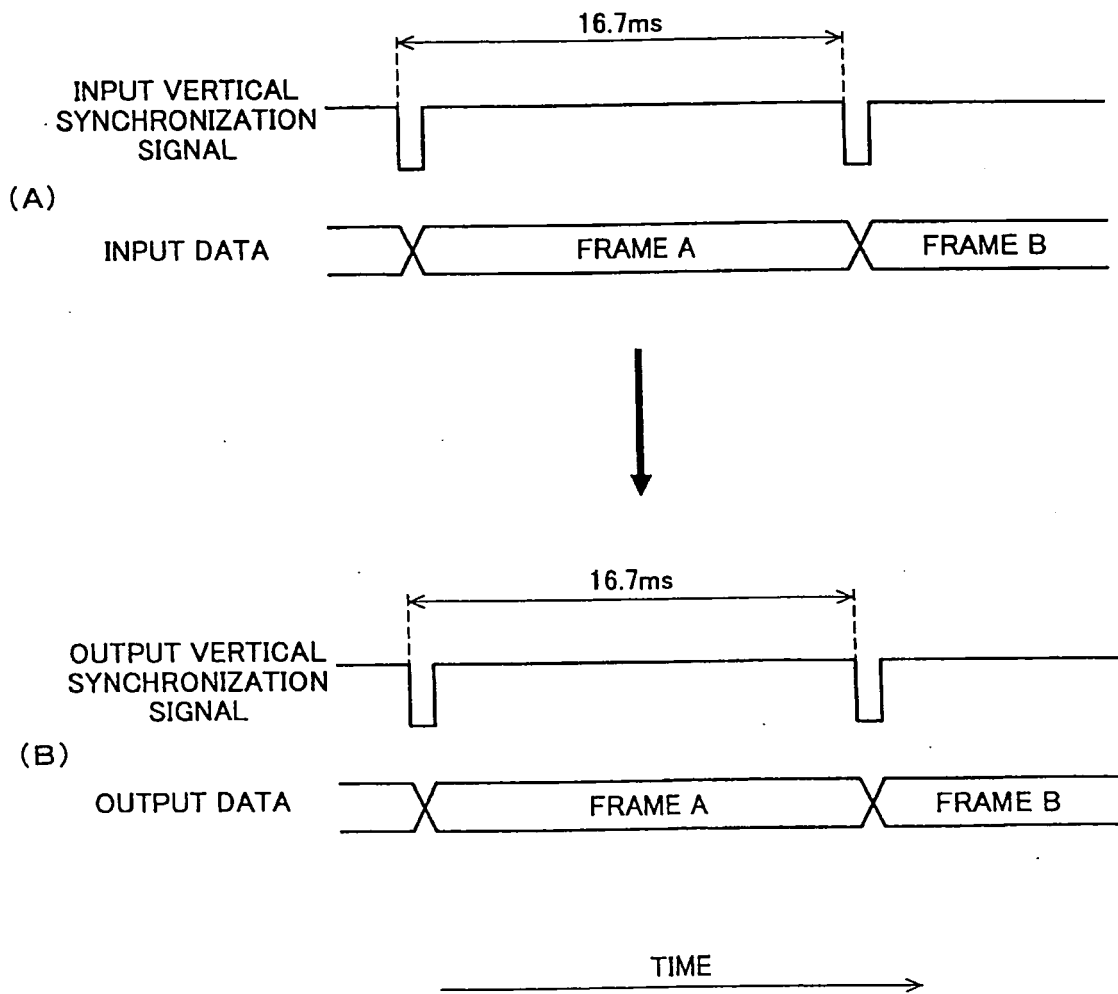 16.7ms
INPUT VERTICAL
SYNCHRONIZATION
SIGNAL
(A)
INPUT DATA
FRAME A
FRAME B
16.7ms
OUTPUT VERTICAL
SYNCHRONIZATION
SIGNAL
(B)
OUTPUT DATA
FRAME A
FRAME B
TIME